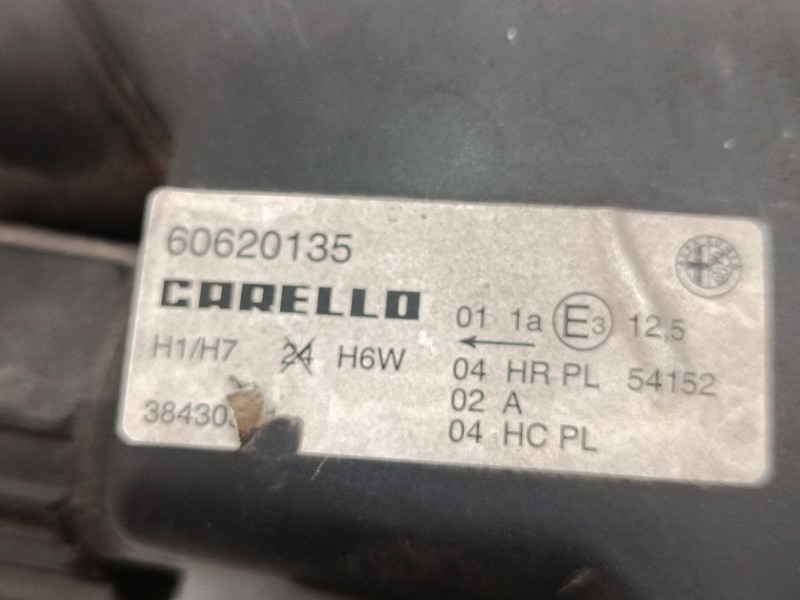 60620135
CARELLO
H1/H7 24 H6W
38430
01 1a E3 12,5
04 HR PL 54152
02 A
04 HC PL